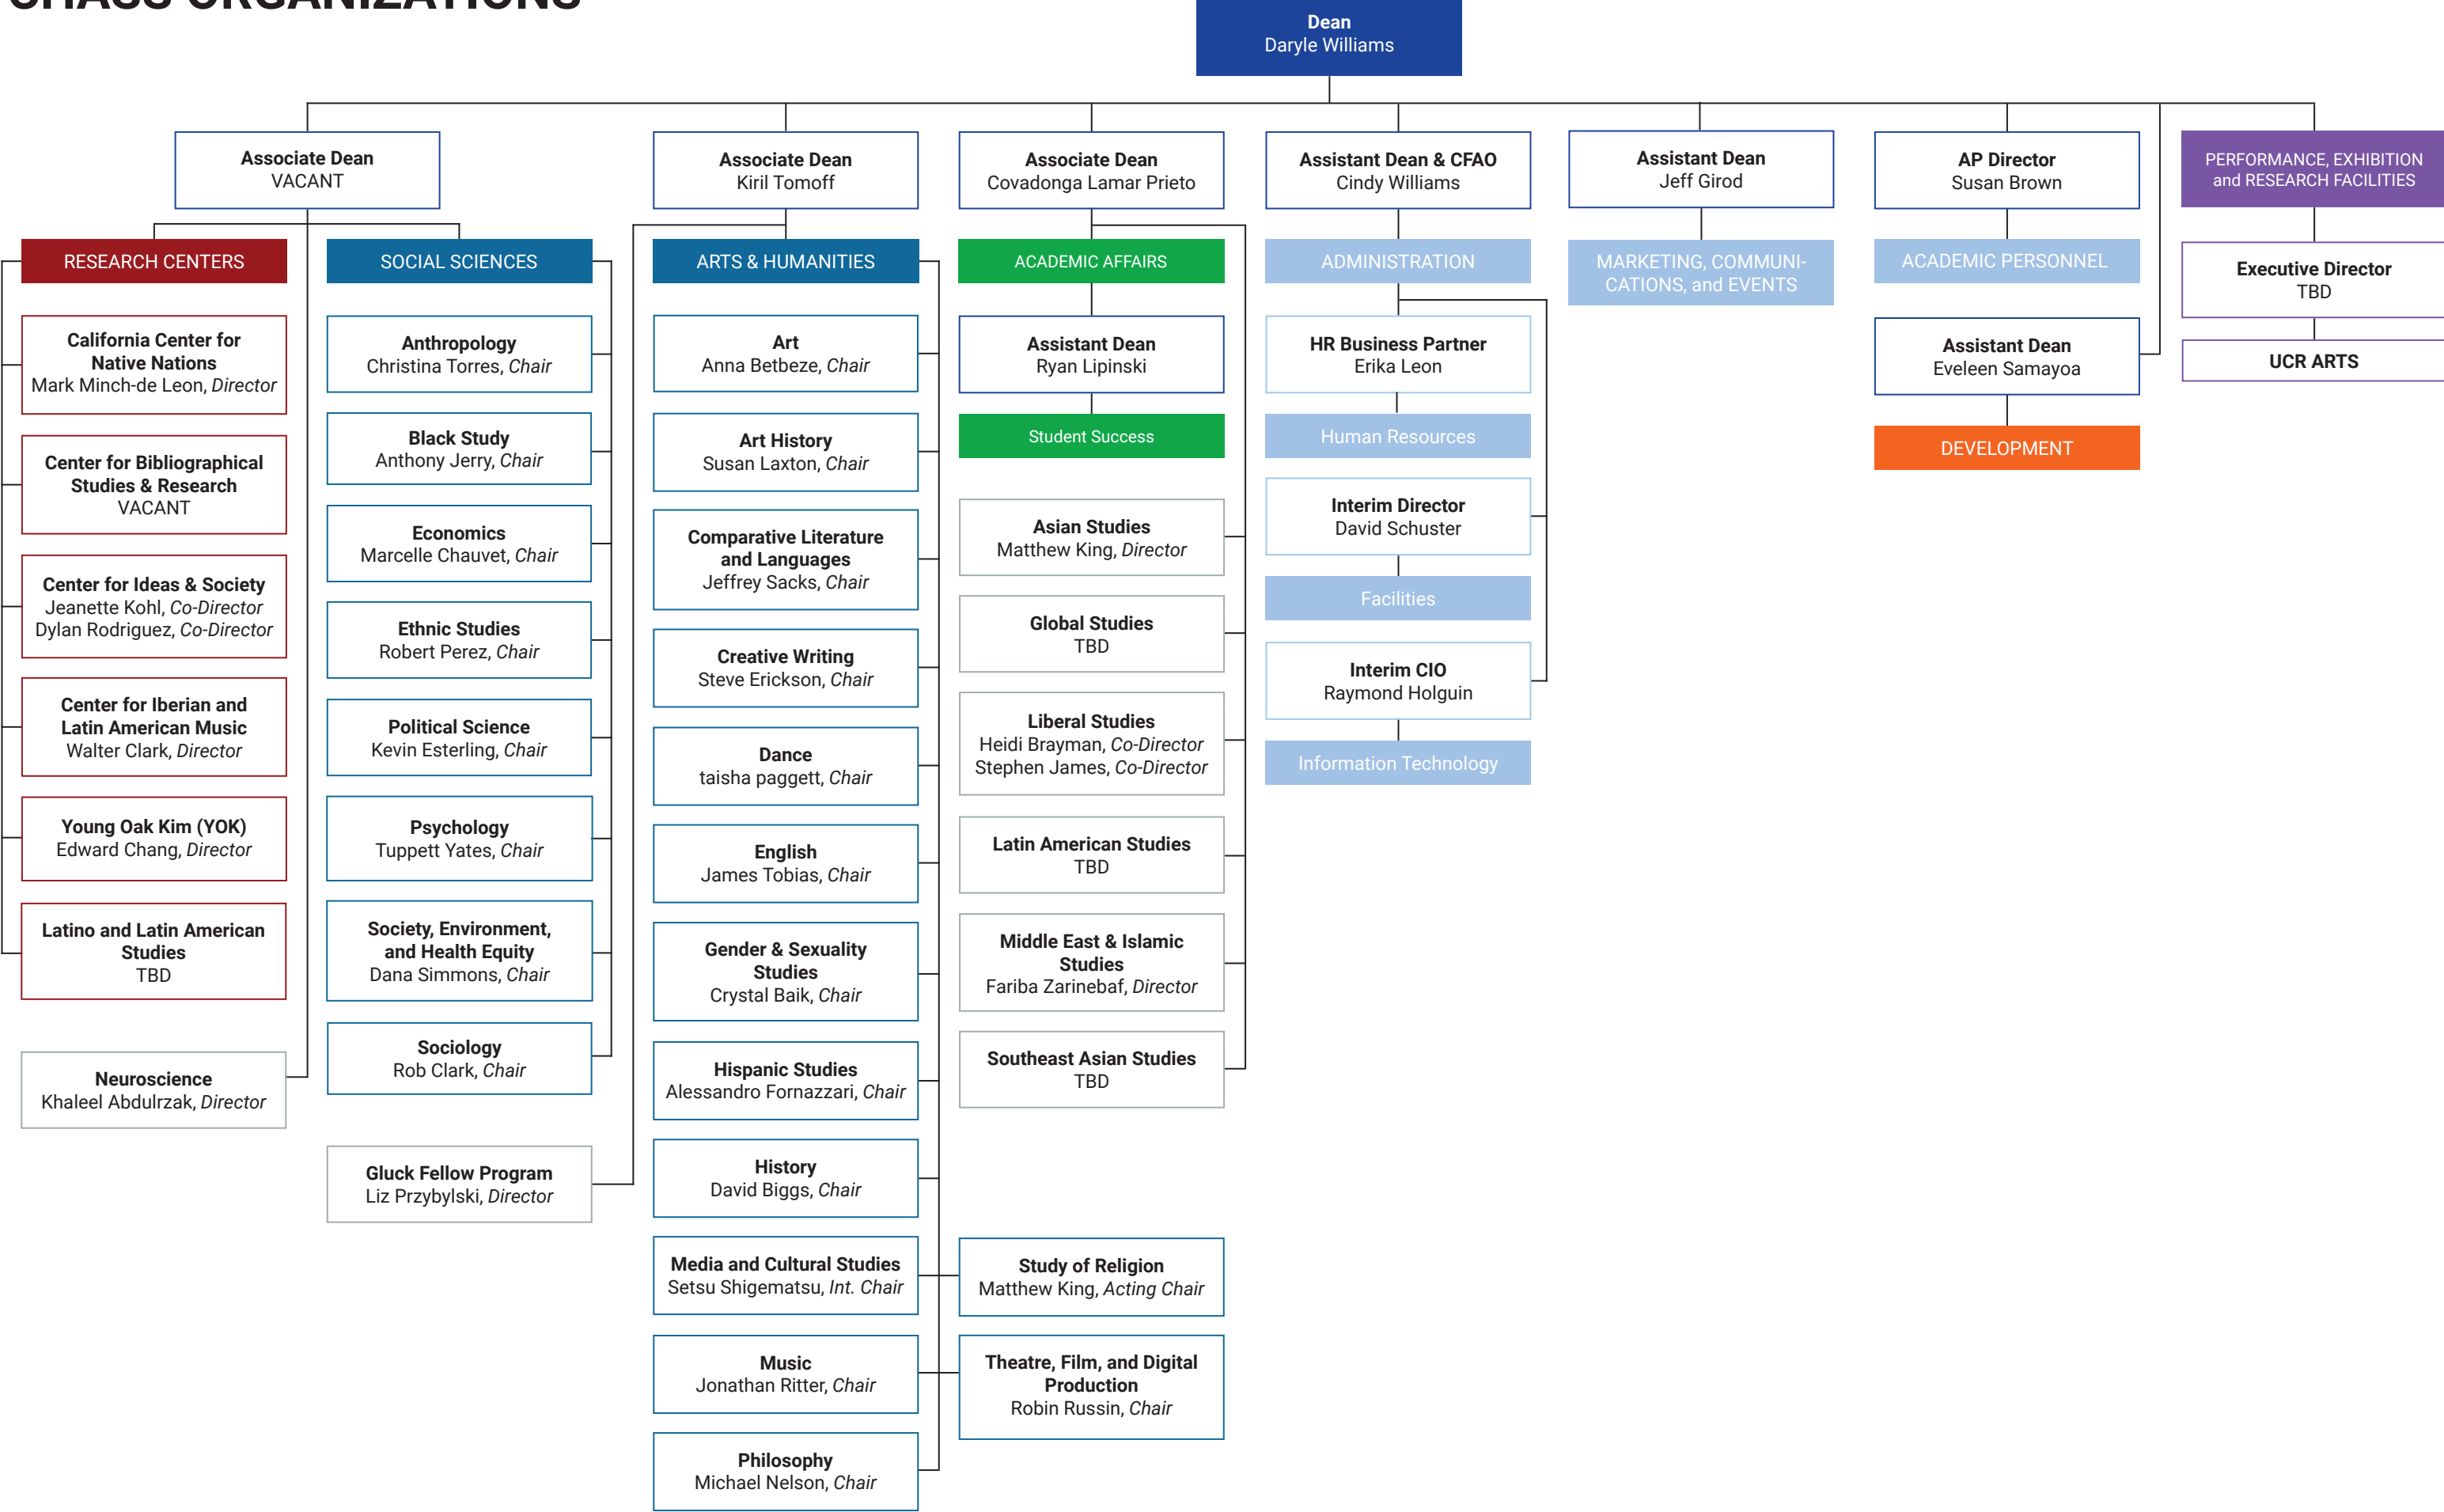 CHASS ORGANIZATIONS
Dean
Daryle Williams
Associate Dean
VACANT
Associate Dean
Kiril Tomoff
Associate Dean
Covadonga Lamar Prieto
Assistant Dean & CFAO
Cindy Williams
Assistant Dean
Jeff Girod
AP Director
Susan Brown
PERFORMANCE, EXHIBITION
and RESEARCH FACILITIES
RESEARCH CENTERS
California Center for
Native Nations
Mark Minch-de Leon, Director
Center for Bibliographical
Studies & Research
VACANT
Center for Ideas & Society
Jeanette Kohl, Co-Director
Dylan Rodriguez, Co-Director
Center for Iberian and
Latin American Music
Walter Clark, Director
Young Oak Kim (YOK)
Edward Chang, Director
Latino and Latin American
Studies
TBD
Neuroscience
Khaleel Abdulrzak, Director
SOCIAL SCIENCES
Anthropology
Christina Torres, Chair
Black Study
Anthony Jerry, Chair
Economics
Marcelle Chauvet, Chair
Ethnic Studies
Robert Perez, Chair
Political Science
Kevin Esterling, Chair
Psychology
Tuppett Yates, Chair
Society, Environment,
and Health Equity
Dana Simmons, Chair
Sociology
Rob Clark, Chair
Gluck Fellow Program
Liz Przybylski, Director
ARTS & HUMANITIES
Art
Anna Betbeze, Chair
Art History
Susan Laxton, Chair
Comparative Literature
and Languages
Jeffrey Sacks, Chair
Creative Writing
Steve Erickson, Chair
Dance
taisha paggett, Chair
English
James Tobias, Chair
Gender & Sexuality
Studies
Crystal Baik, Chair
Hispanic Studies
Alessandro Fornazzari, Chair
History
David Biggs, Chair
Media and Cultural Studies
Setsu Shigematsu, Int. Chair
Music
Jonathan Ritter, Chair
Philosophy
Michael Nelson, Chair
Study of Religion
Matthew King, Acting Chair
Theatre, Film, and Digital
Production
Robin Russin, Chair
ACADEMIC AFFAIRS
Assistant Dean
Ryan Lipinski
Student Success
Asian Studies
Matthew King, Director
Global Studies
TBD
Liberal Studies
Heidi Brayman, Co-Director
Stephen James, Co-Director
Latin American Studies
TBD
Middle East & Islamic
Studies
Fariba Zarinebaf, Director
Southeast Asian Studies
TBD
ADMINISTRATION
HR Business Partner
Erika Leon
Human Resources
Interim Director
David Schuster
Facilities
Interim CIO
Raymond Holguin
Information Technology
MARKETING, COMMUNI-
CATIONS, and EVENTS
ACADEMIC PERSONNEL
Assistant Dean
Eveleen Samayoa
DEVELOPMENT
Executive Director
TBD
UCR ARTS